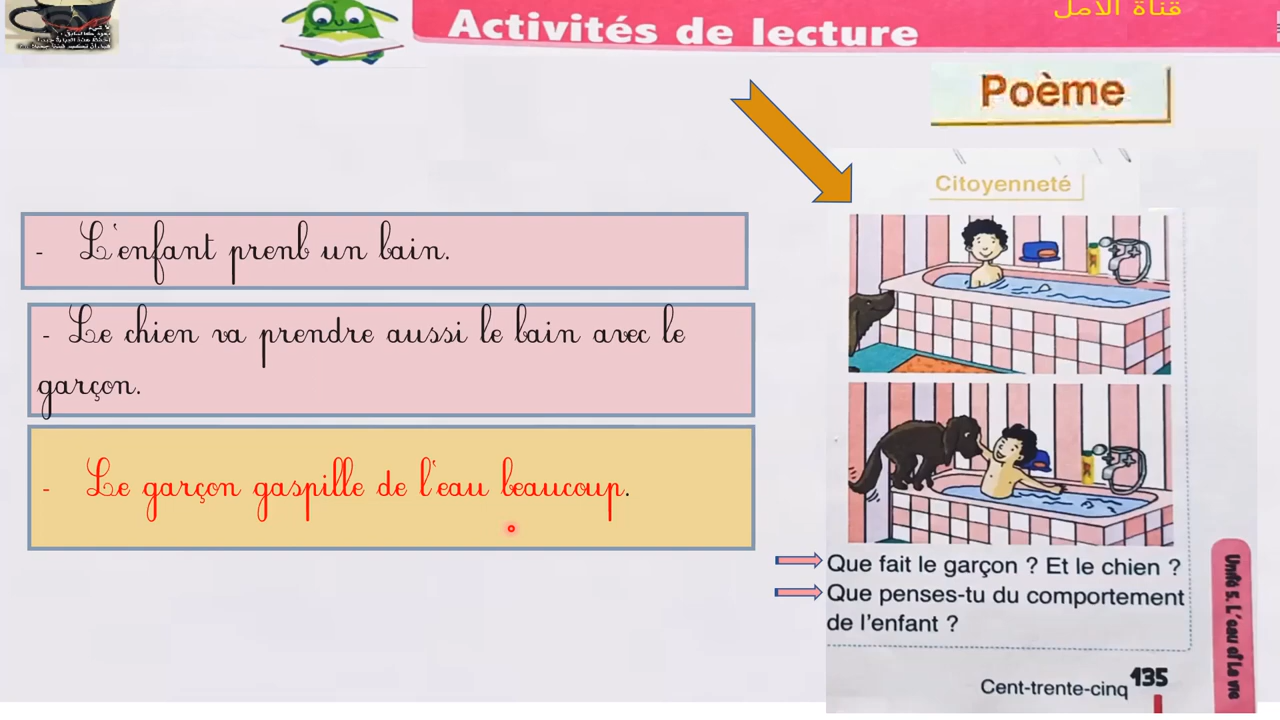 Activités de lecture
قناة الأمل
Poème
Citoyenneté
- L'enfant prend un bain.
- Le chien va prendre aussi le bain avec le
garçon.
- Le garçon gaspille de l'eau beaucoup.
Que fait le garçon ? Et le chien ?
Que penses-tu du comportement
de l'enfant ?
Unité 5. L'eau et la vie
Cent-trente-cinq 135